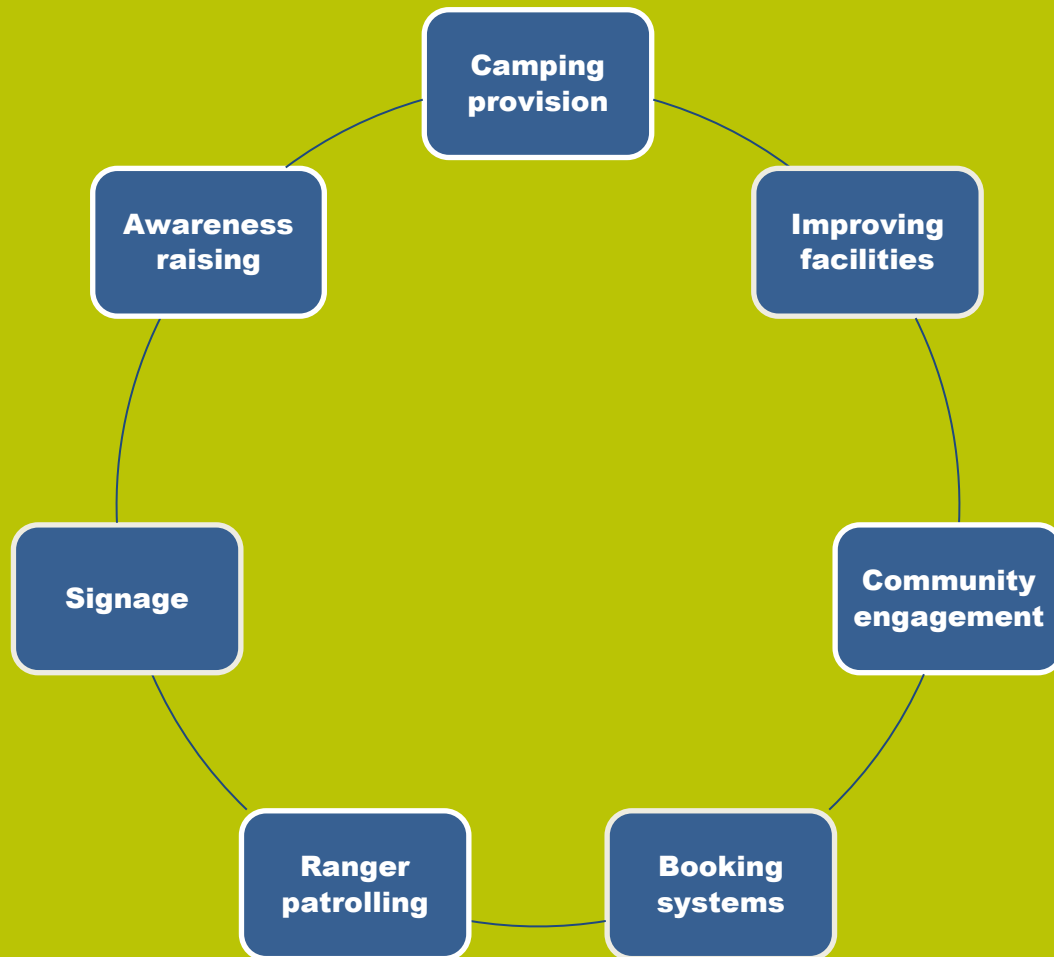 Camping
provision
Improving
facilities
Community
engagement
Booking
systems
Ranger
patrolling
Signage
Awareness
raising